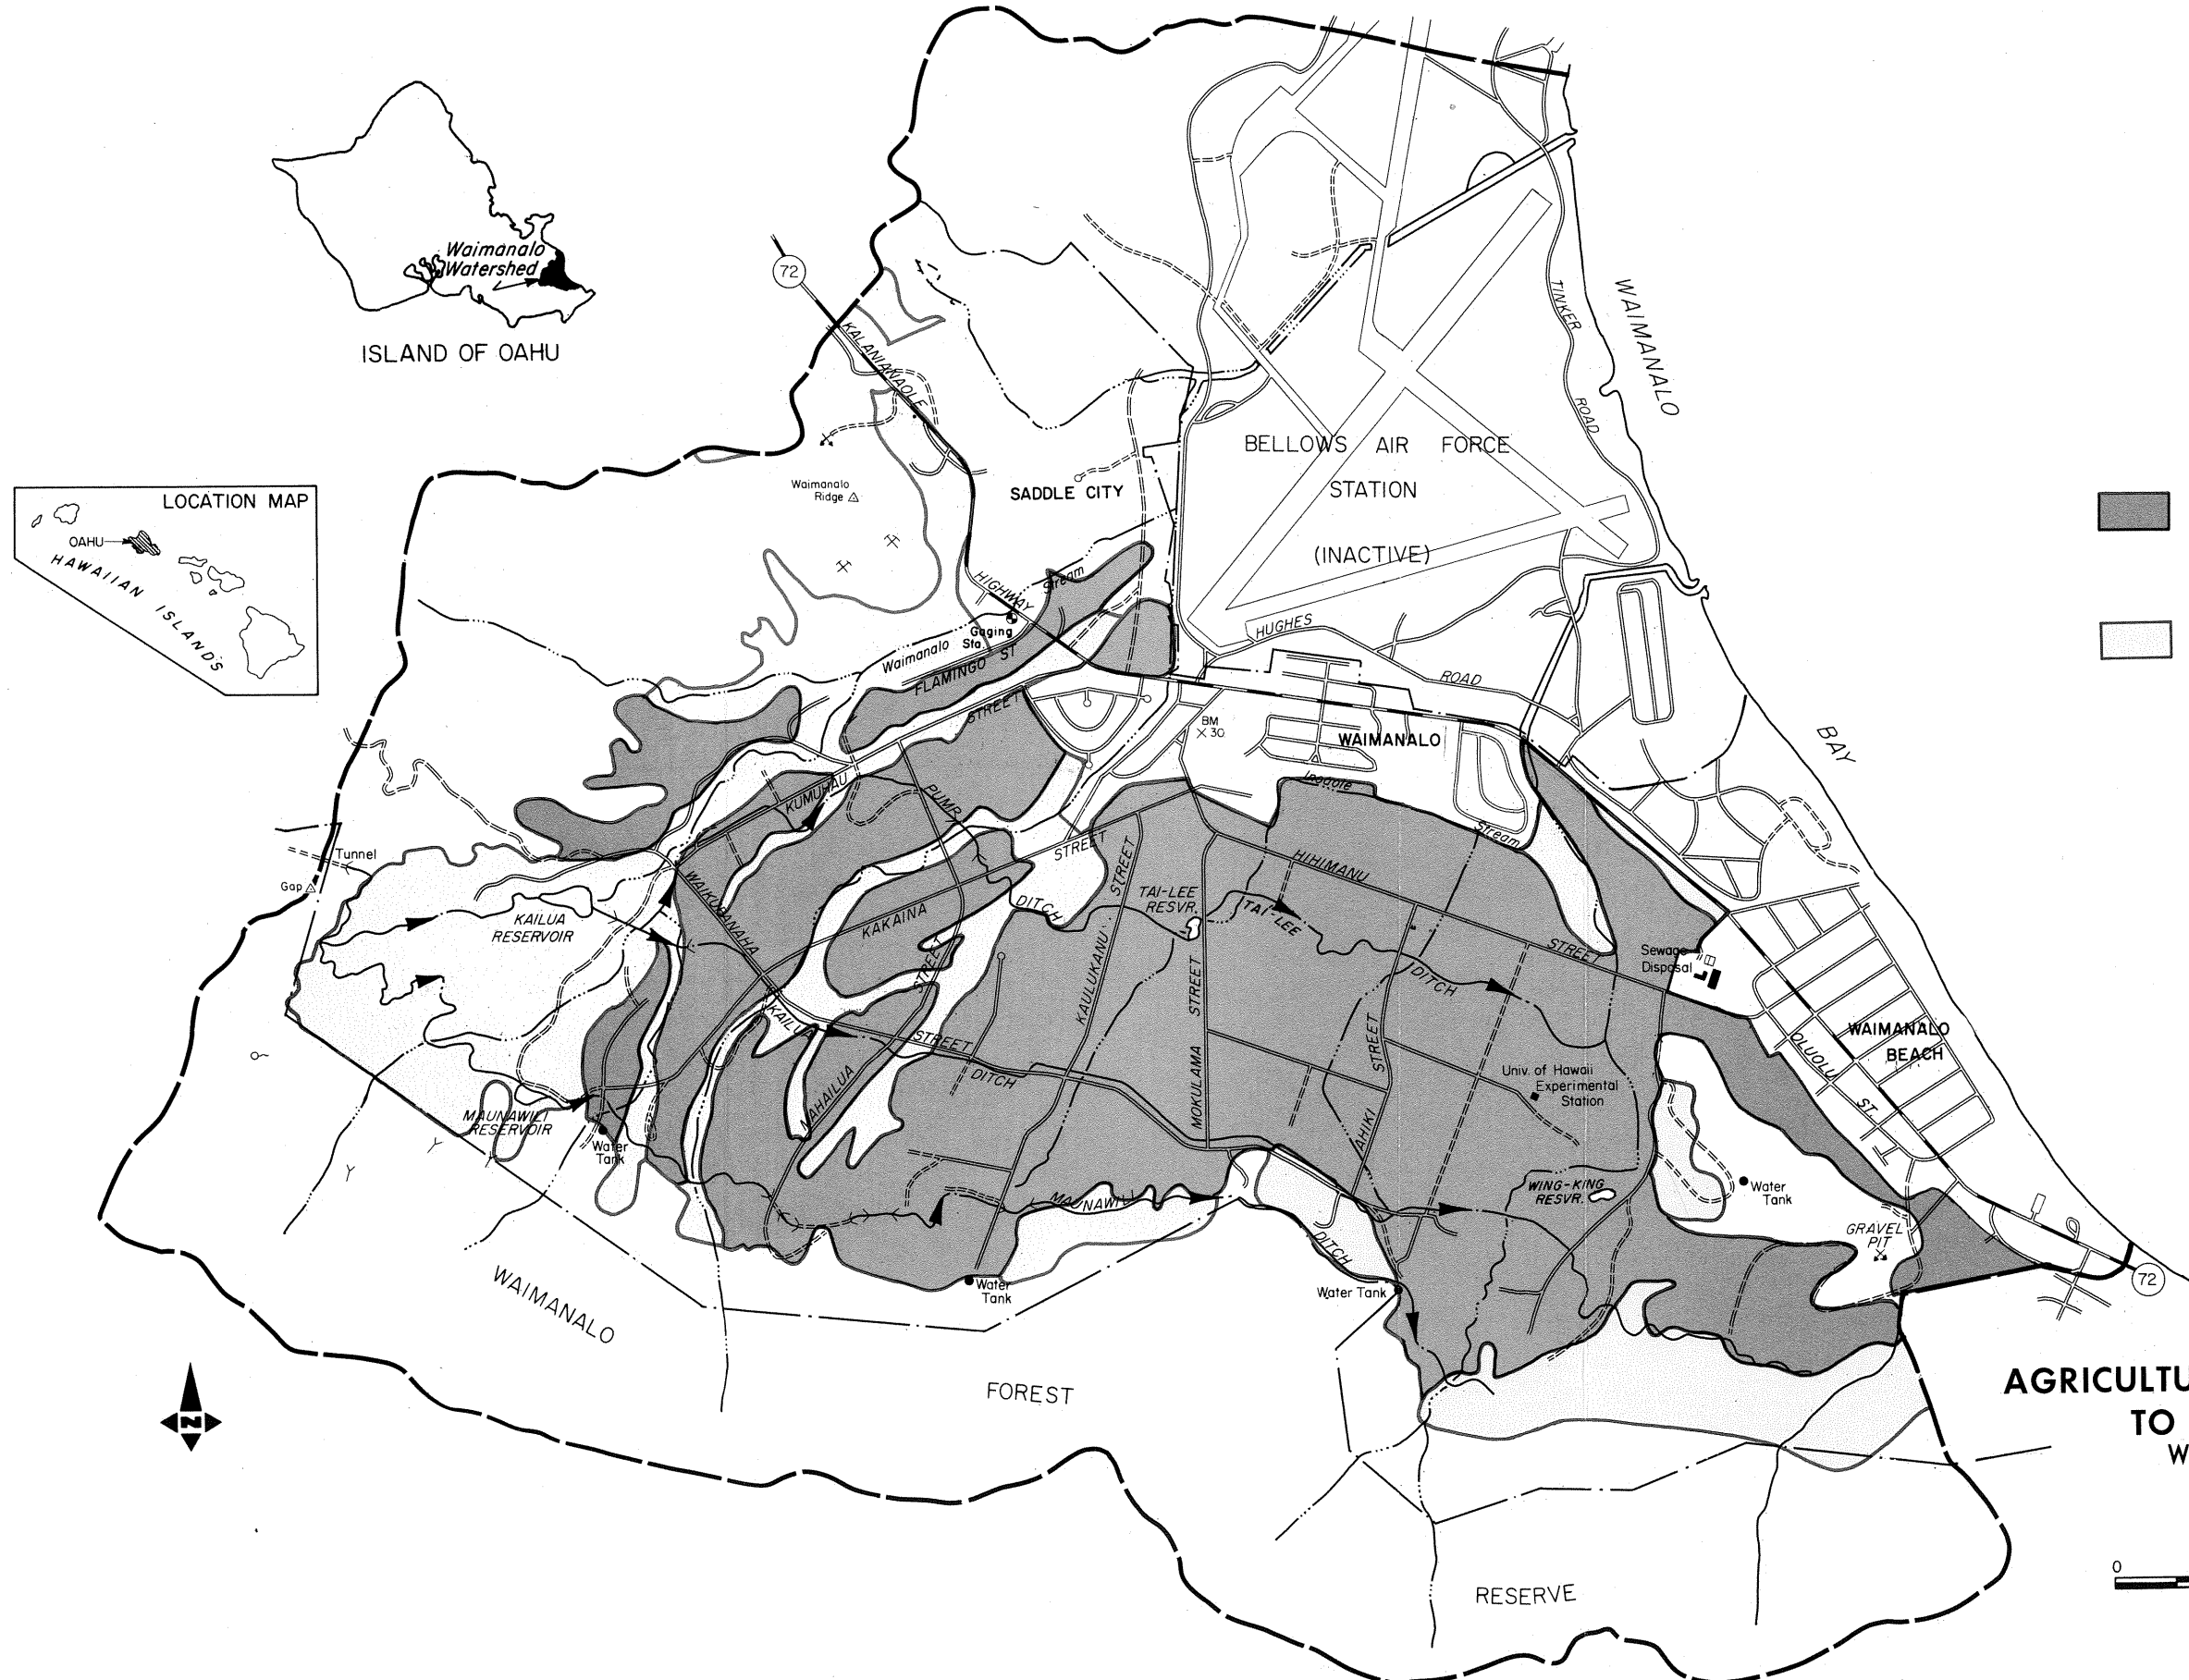 Waimanalo
Watershed
ISLAND OF OAHU
LOCATION MAP
OAHU
HAWAIIAN ISLANDS
72
KALANIANAOLE
HIGHWAY
Waimanalo
Ridge
SADDLE CITY
BELLOWS AIR FORCE
STATION
(INACTIVE)
TINKER
ROAD
WAIMANALO
BAY
Waimanalo
Stream
Gaging
Sta.
FLAMINGO ST
STREET
KUMUHAU
HUGHES
ROAD
BM
X 30
WAIMANALO
Inoaole
Stream
PUMP
DITCH
STREET
STREET
HIHIMANU
STREET
Tunnel
Gap
KAILUA
RESERVOIR
WAIKUPANAHA
STREET
KAKAINA
STREET
MAHAILUA
KAILUA
DITCH
KAULUKANU
TAI-LEE
RESVR.
TAI-LEE
DITCH
MOKULAMA
STREET
AHIKI
STREET
Sewage
Disposal
Univ. of Hawaii
Experimental
Station
WAIMANALO
BEACH
OLUOLU
ST.
MAUNAWILI
RESERVOIR
Water
Tank
MAUNAWILI
DITCH
WING-KING
RESVR.
Water
Tank
GRAVEL
PIT
72
Water
Tank
Water Tank
WAIMANALO
FOREST
RESERVE
N
AGRICULTU
TO
W
0